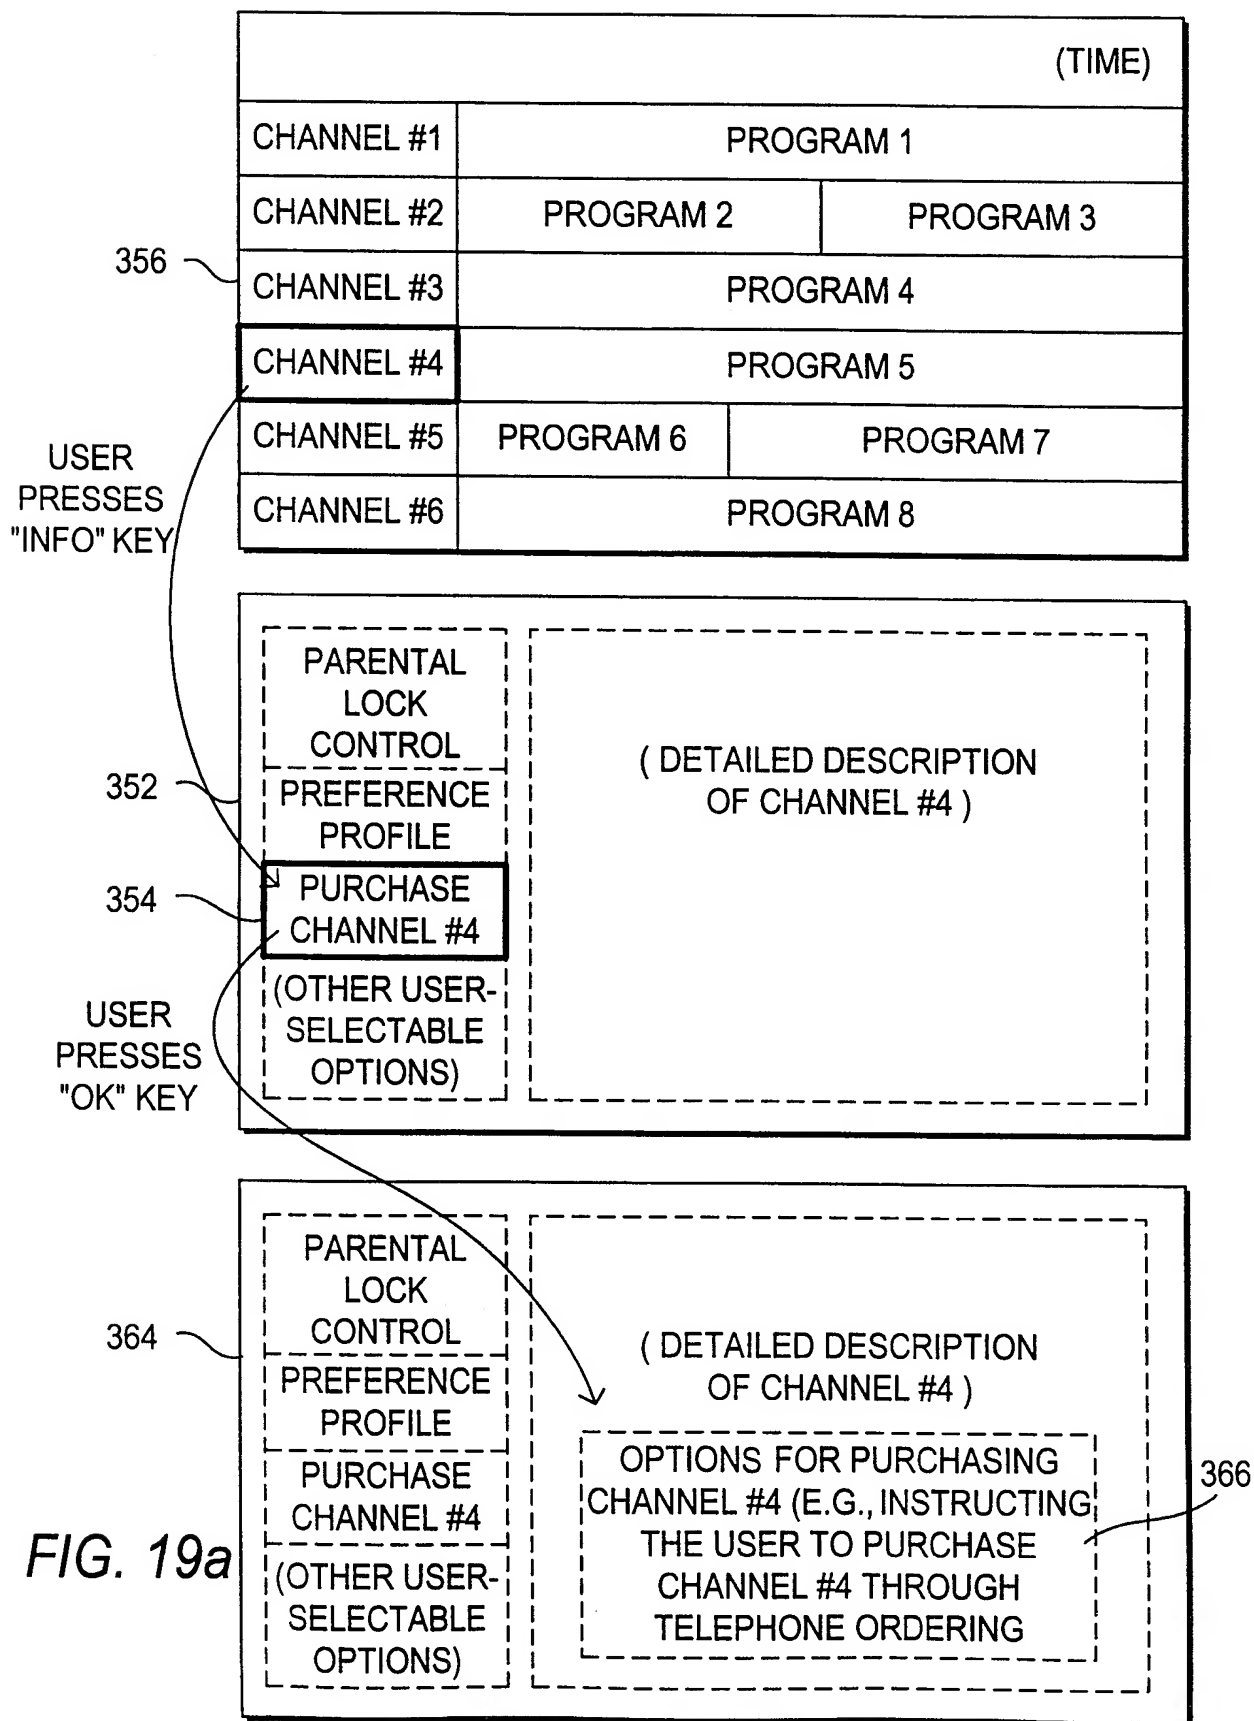 (TIME)
CHANNEL #1
PROGRAM 1
CHANNEL #2
PROGRAM 2
PROGRAM 3
356
CHANNEL #3
PROGRAM 4
CHANNEL #4
PROGRAM 5
CHANNEL #5
PROGRAM 6
PROGRAM 7
CHANNEL #6
PROGRAM 8
USER
PRESSES
"INFO" KEY
PARENTAL
LOCK
CONTROL
352
PREFERENCE
PROFILE
354
PURCHASE
CHANNEL #4
(OTHER USER-
SELECTABLE
OPTIONS)
( DETAILED DESCRIPTION
OF CHANNEL #4 )
USER
PRESSES
"OK" KEY
PARENTAL
LOCK
CONTROL
364
PREFERENCE
PROFILE
PURCHASE
CHANNEL #4
(OTHER USER-
SELECTABLE
OPTIONS)
( DETAILED DESCRIPTION
OF CHANNEL #4 )
OPTIONS FOR PURCHASING
CHANNEL #4 (E.G., INSTRUCTING
THE USER TO PURCHASE
CHANNEL #4 THROUGH
TELEPHONE ORDERING
366
FIG. 19a